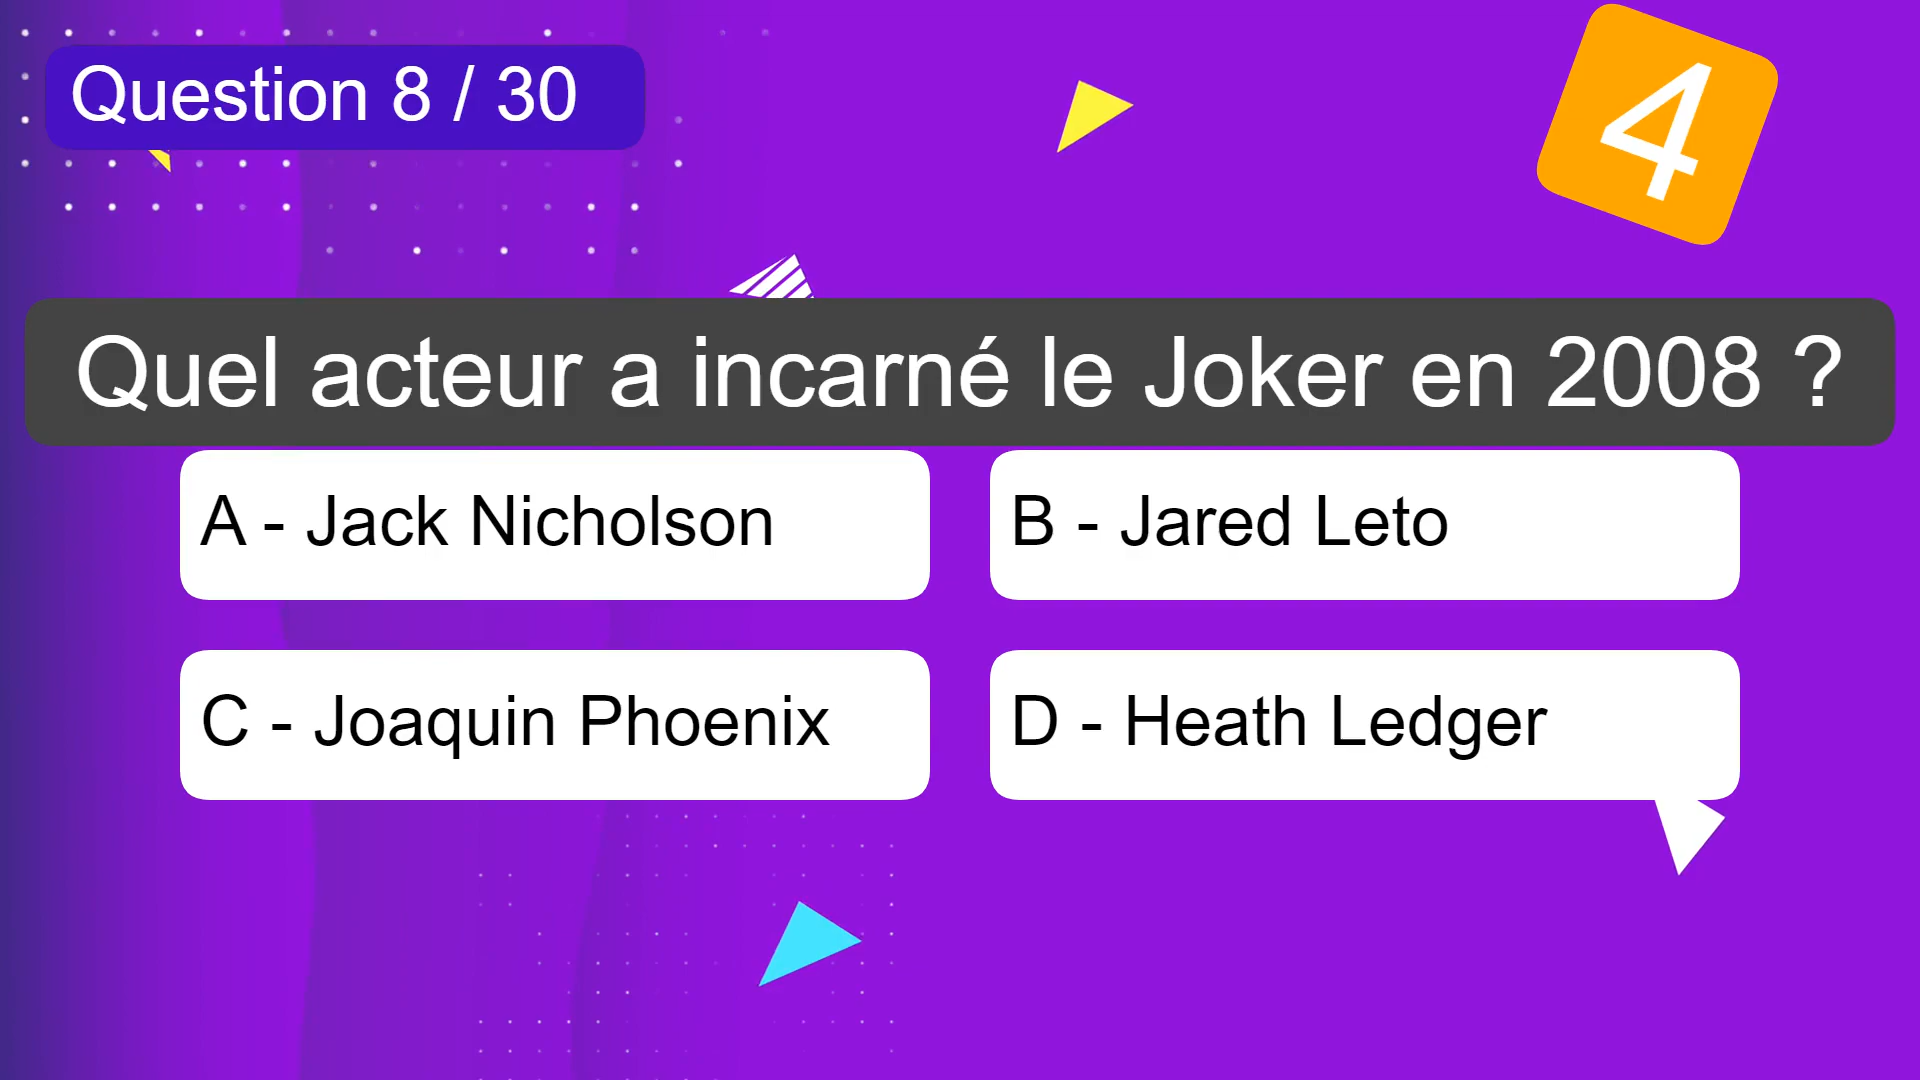 Question 8 / 30
4
Quel acteur a incarné le Joker en 2008 ?
A - Jack Nicholson
B - Jared Leto
C - Joaquin Phoenix
D - Heath Ledger